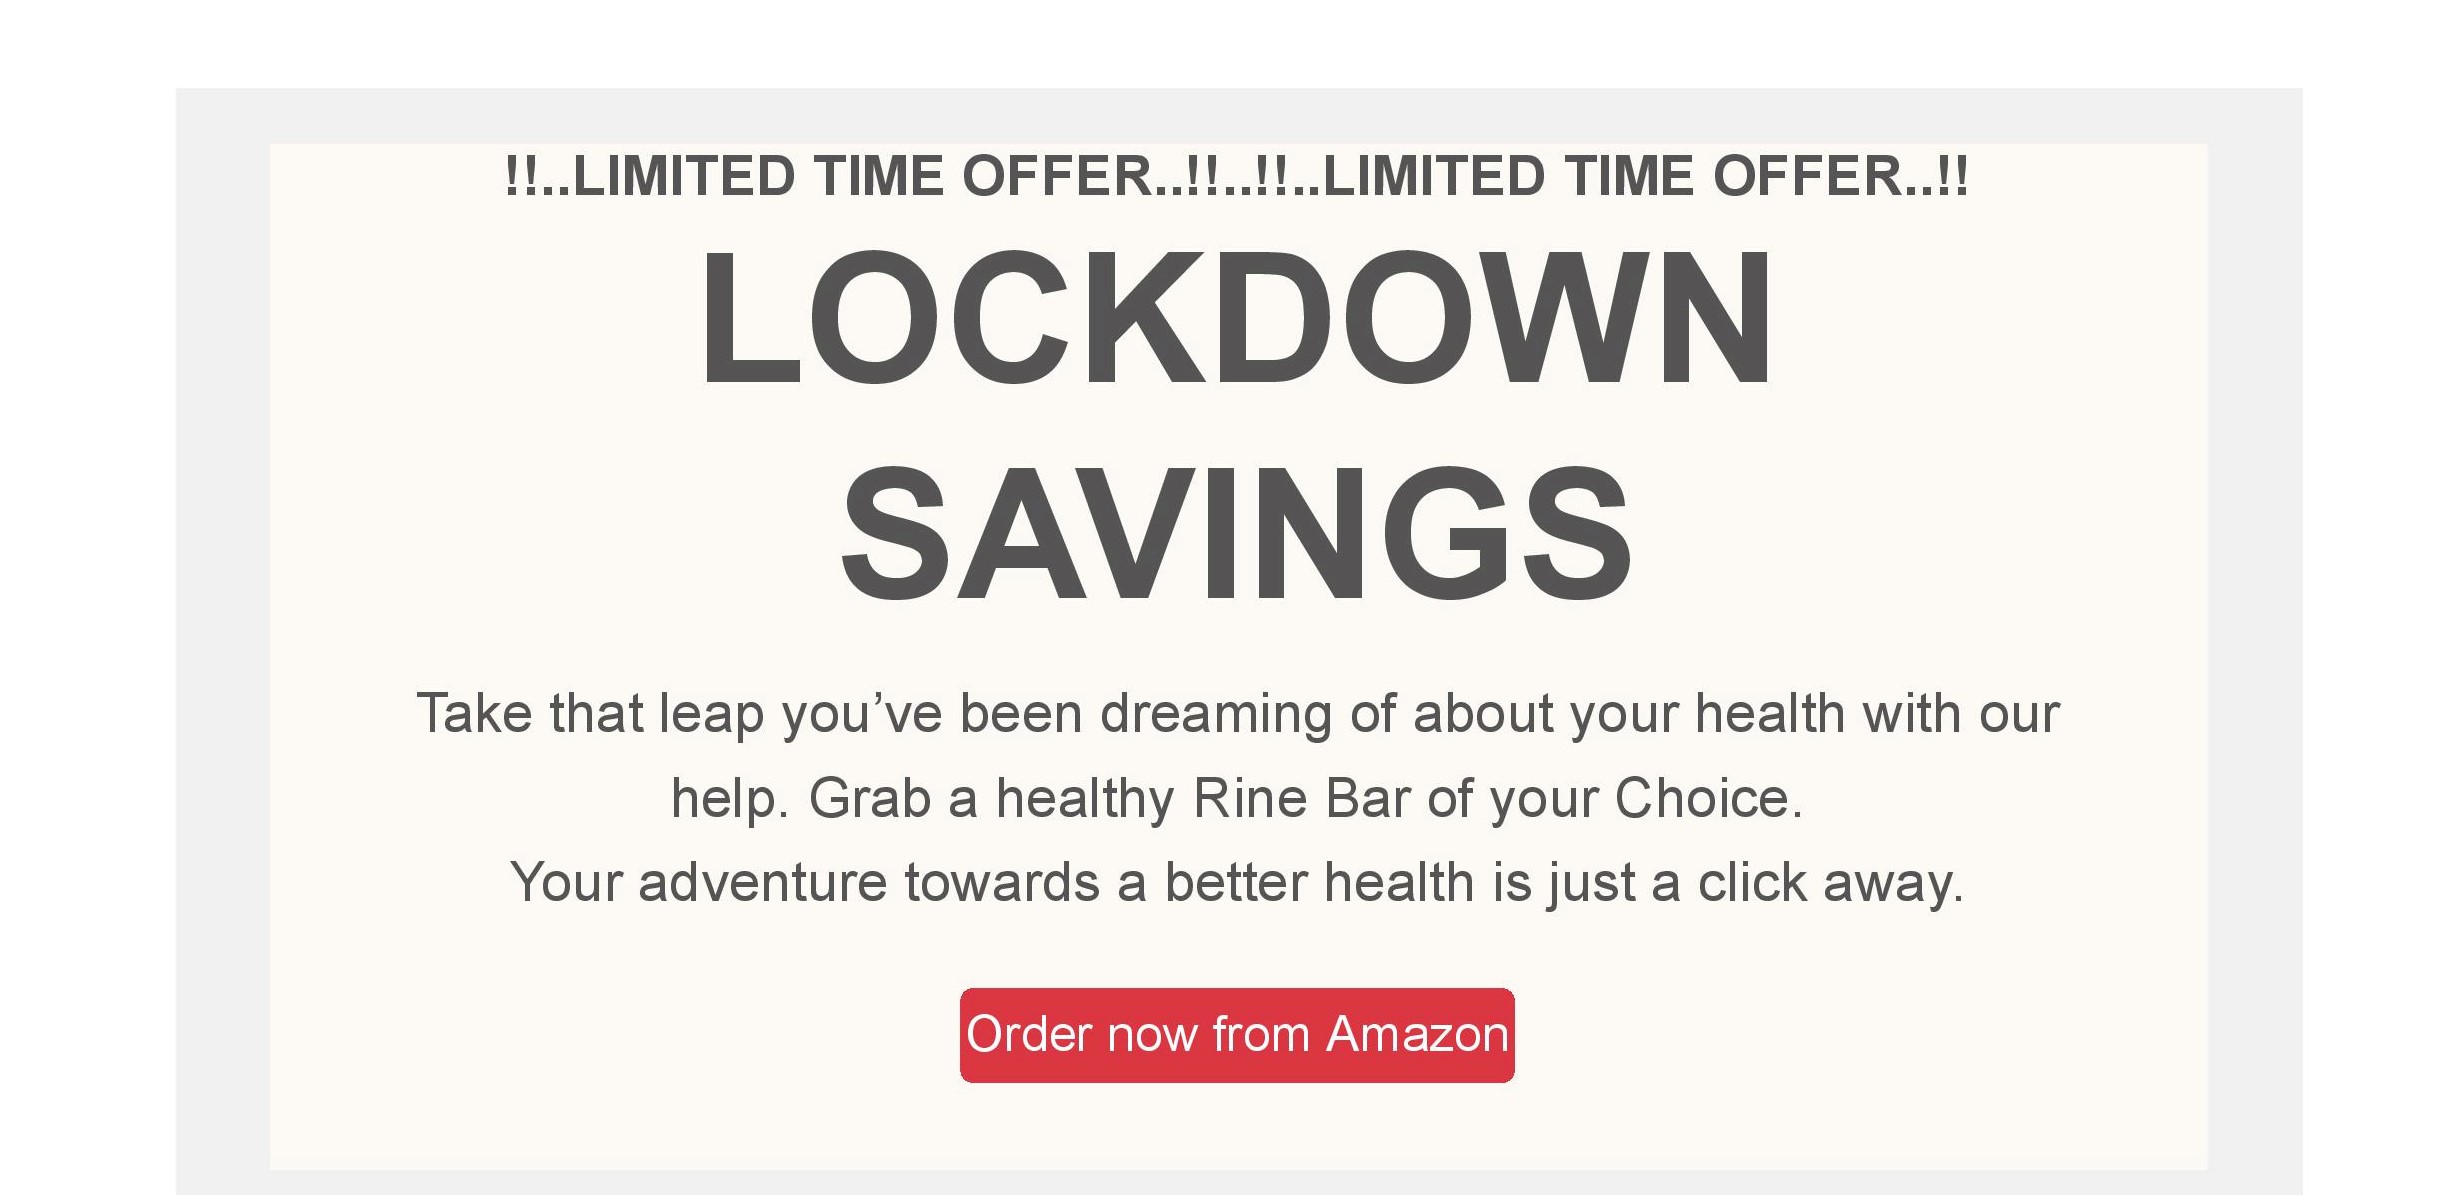 !!..LIMITED TIME OFFER..!!..!!..LIMITED TIME OFFER..!!
LOCKDOWN
SAVINGS
Take that leap you’ve been dreaming of about your health with our
help. Grab a healthy Rine Bar of your Choice.
Your adventure towards a better health is just a click away.
Order now from Amazon